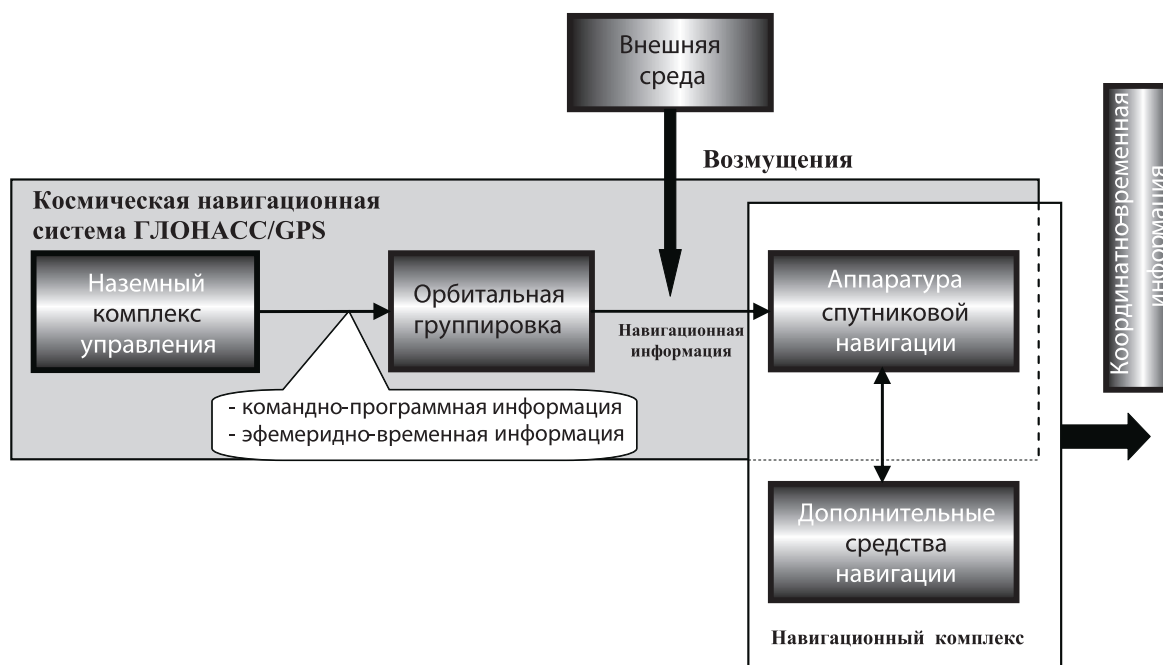 Внешняя
среда
Возмущения
Космическая навигационная
система ГЛОНАСС/GPS
Наземный
комплекс
управления
Орбитальная
группировка
Навигационная
информация
Аппаратура
спутниковой
навигации
- командно-программная информация
- эфемеридно-временная информация
Дополнительные
средства
навигации
Навигационный комплекс
Координатно-временная
информация